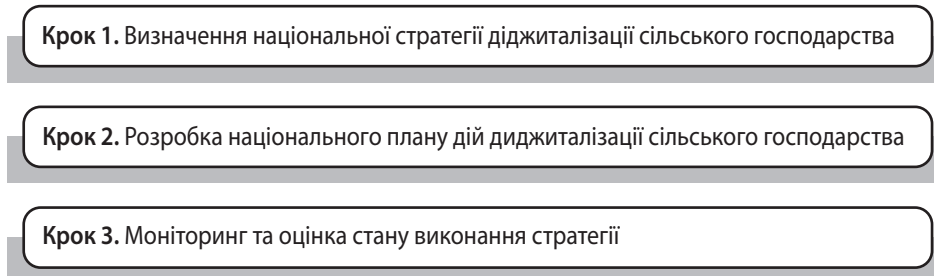 Крок 1. Визначення національної стратегії діджиталізації сільського господарства
Крок 2. Розробка національного плану дій диджиталізації сільського господарства
Крок 3. Моніторинг та оцінка стану виконання стратегії